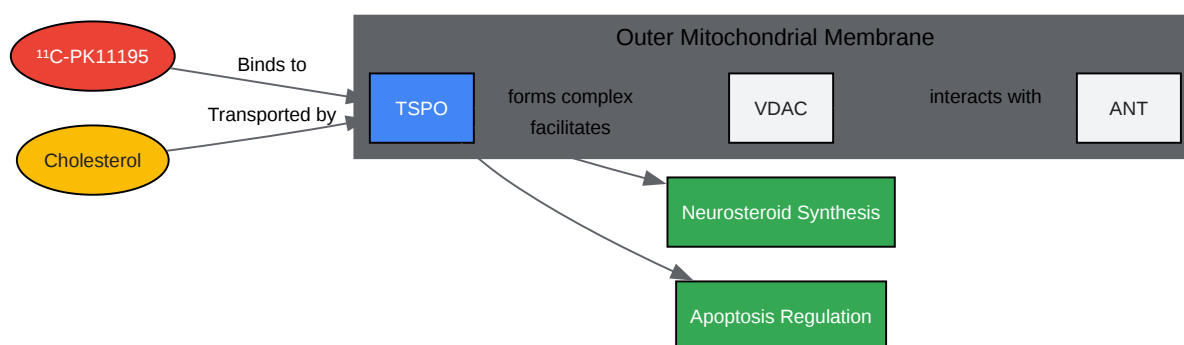 Outer Mitochondrial Membrane
¹¹C-PK11195
Binds to
Transported by
Cholesterol
TSPO
forms complex
facilitates
VDAC
interacts with
ANT
Neurosteroid Synthesis
Apoptosis Regulation